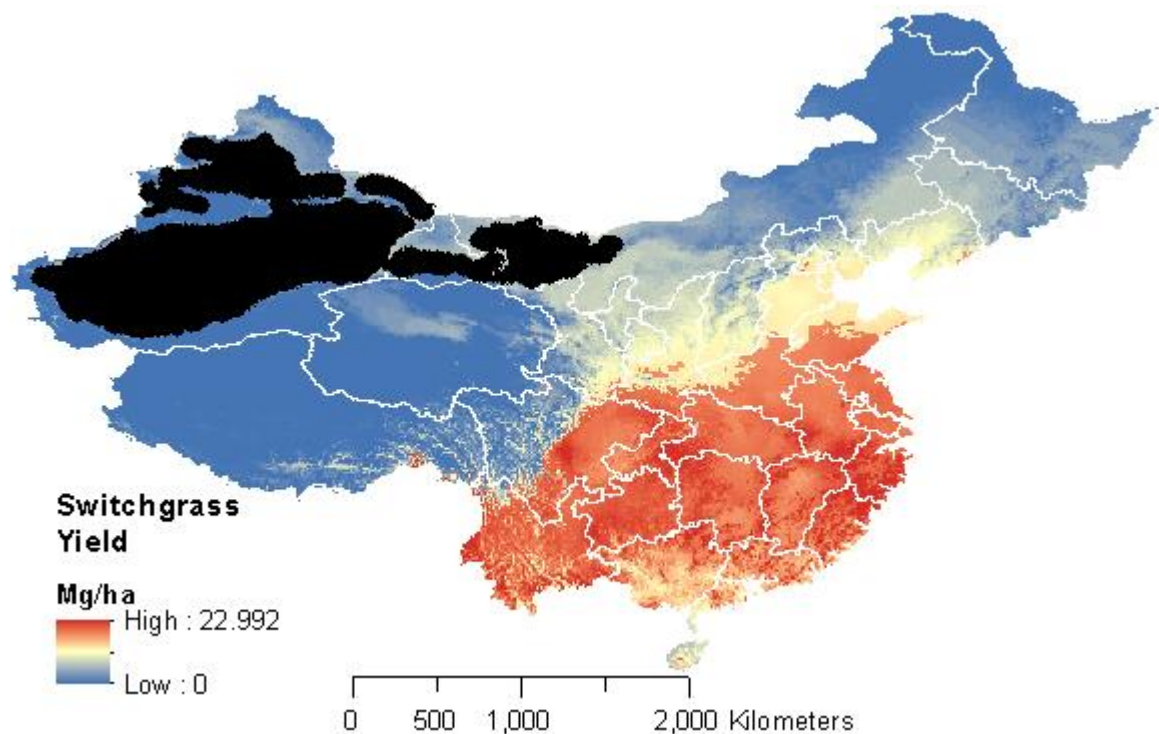 Switchgrass
Yield
Mg/ha
High : 22.992
Low : 0
0 500 1,000 2,000 Kilometers